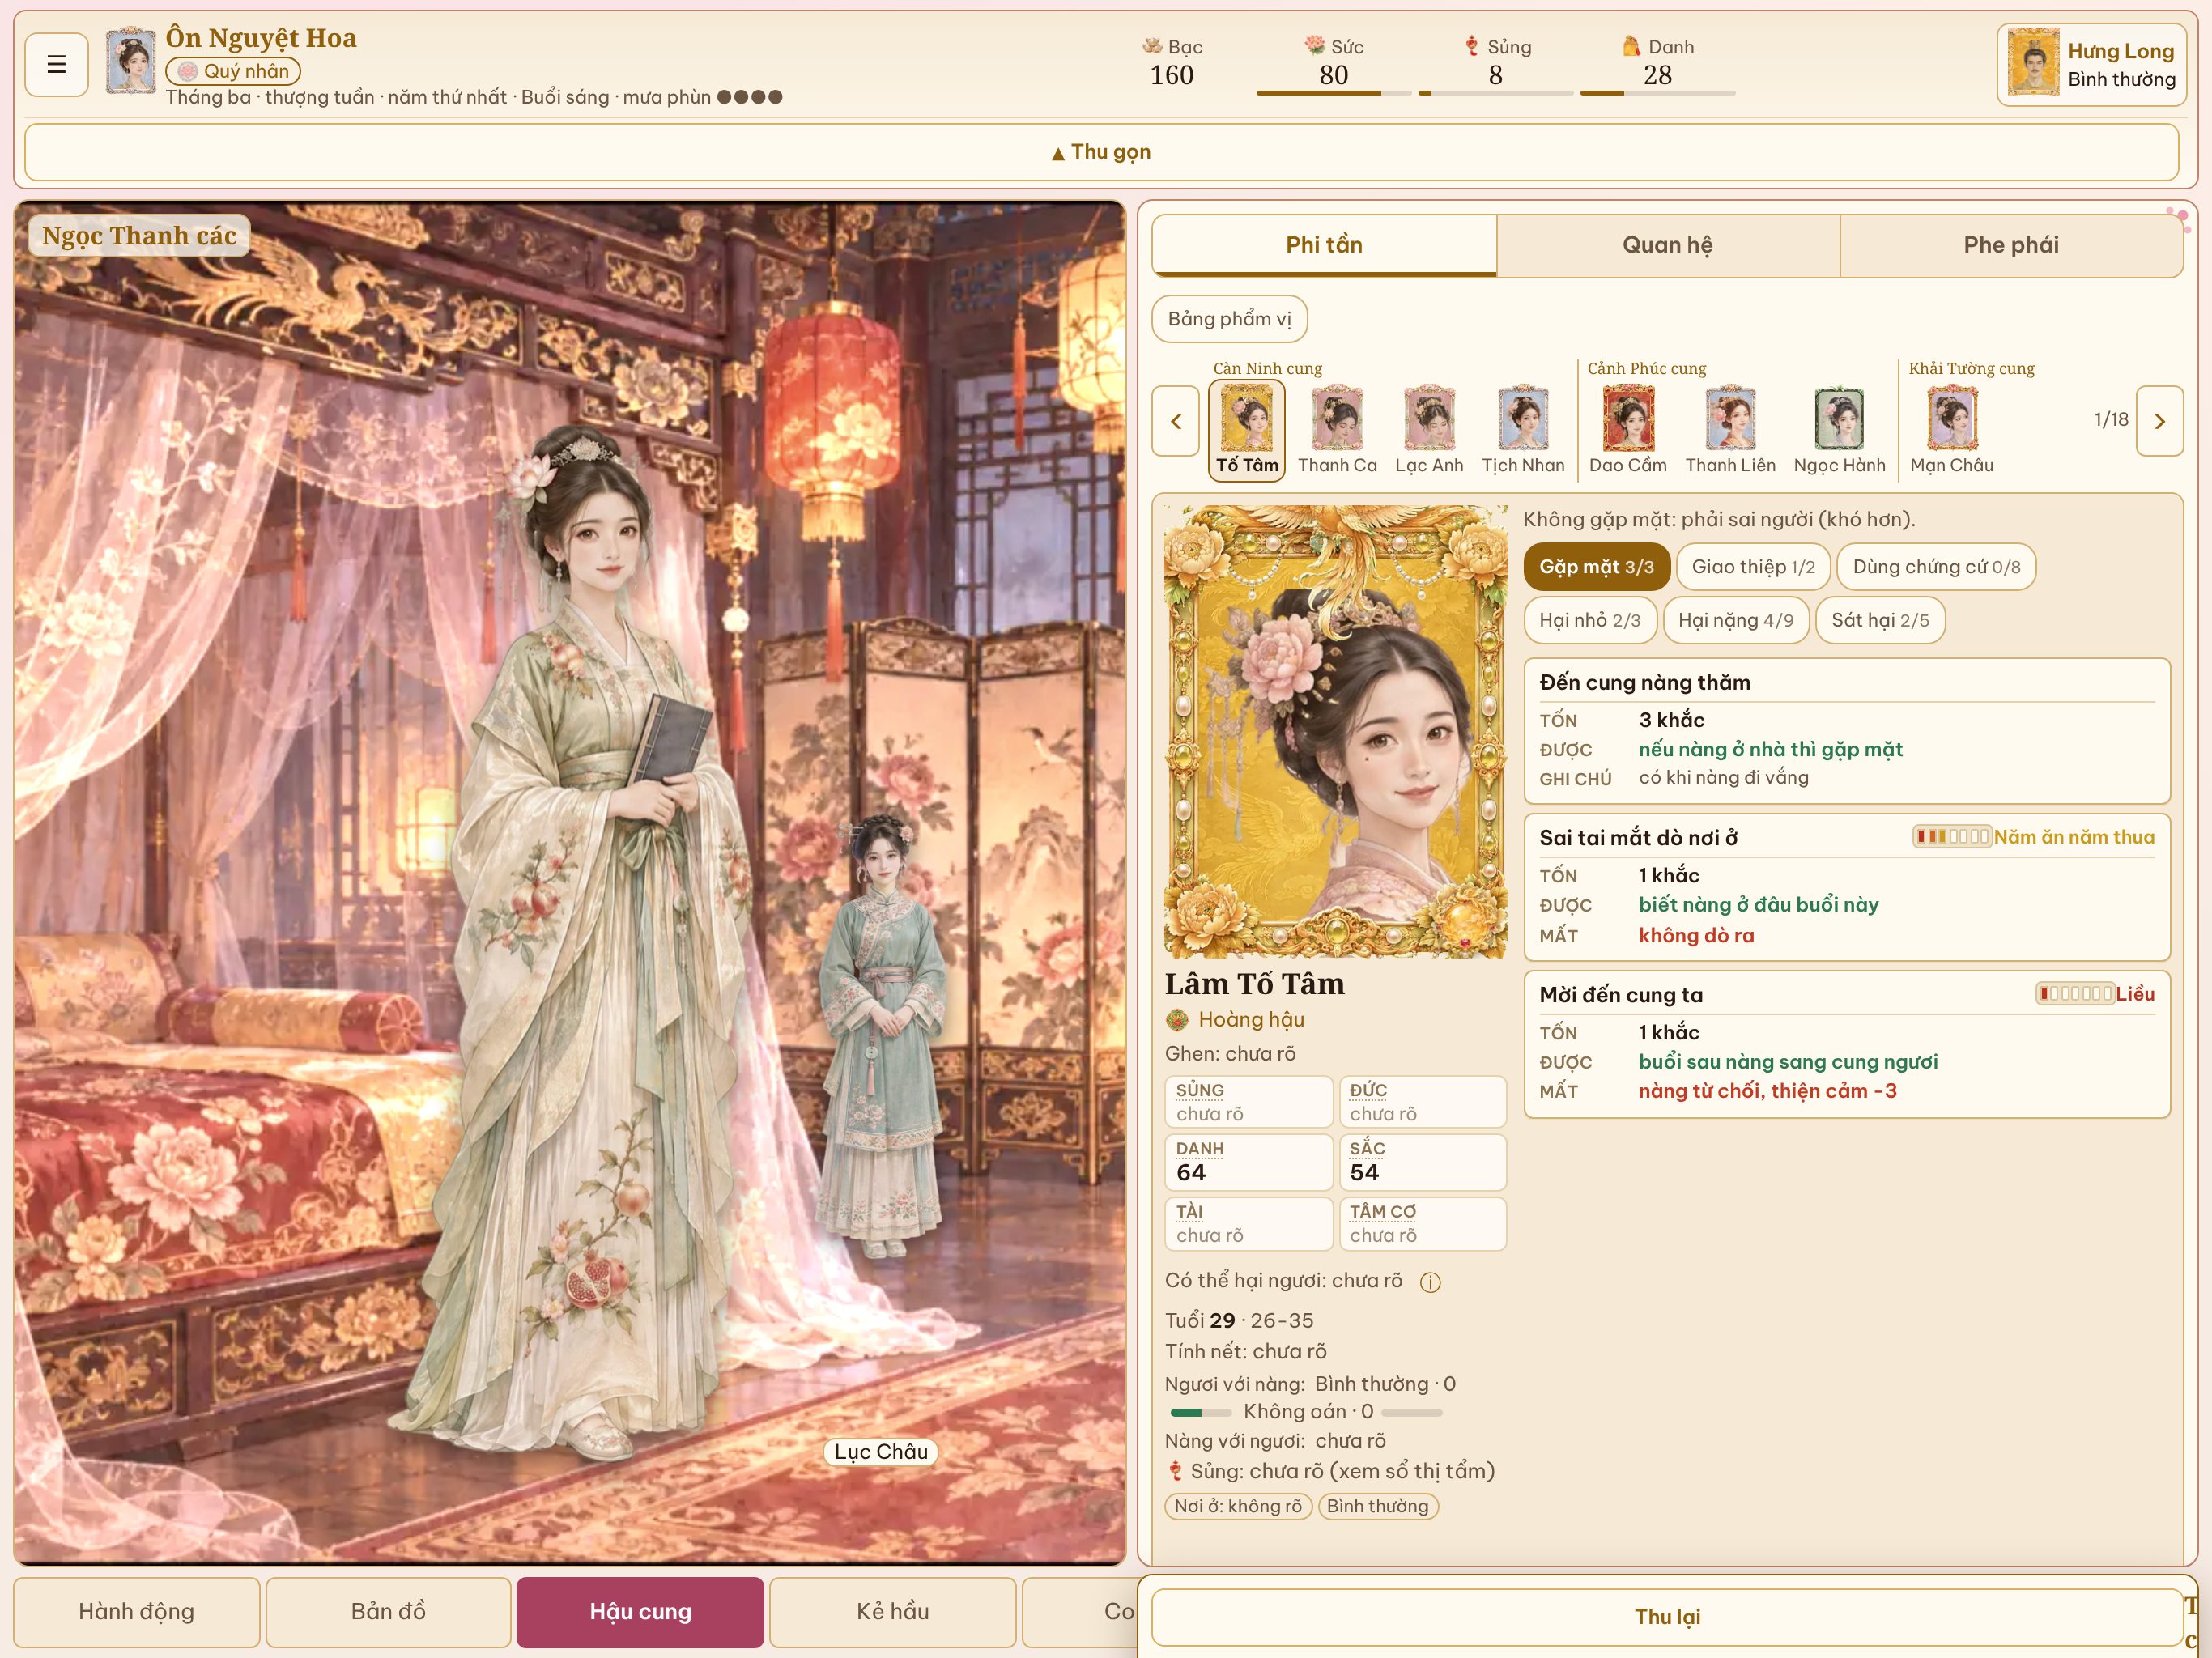 ☰
Ôn Nguyệt Hoa
Quý nhân
Tháng ba · thượng tuần · năm thứ nhất · Buổi sáng · mưa phùn ●●●●
Bạc
160
Sức
80
Sủng
8
Danh
28
Hưng Long
Bình thường
▲ Thu gọn
Ngọc Thanh các
Lục Châu
Phi tần
Quan hệ
Phe phái
Bảng phẩm vị
Càn Ninh cung
Cảnh Phúc cung
Khải Tường cung
Tố Tâm
Thanh Ca
Lạc Anh
Tịch Nhan
Dao Cầm
Thanh Liên
Ngọc Hành
Mạn Châu
1/18
Lâm Tố Tâm
Hoàng hậu
Ghen: chưa rõ
SỦNG
chưa rõ
ĐỨC
chưa rõ
DANH
64
SẮC
54
TÀI
chưa rõ
TÂM CƠ
chưa rõ
Có thể hại ngươi: chưa rõ ⓘ
Tuổi 29 · 26-35
Tính nết: chưa rõ
Ngươi với nàng: Bình thường · 0
Không oán · 0
Nàng với ngươi: chưa rõ
Sủng: chưa rõ (xem sổ thị tẩm)
Nơi ở: không rõ
Bình thường
Không gặp mặt: phải sai người (khó hơn).
Gặp mặt 3/3
Giao thiệp 1/2
Dùng chứng cứ 0/8
Hại nhỏ 2/3
Hại nặng 4/9
Sát hại 2/5
Đến cung nàng thăm
TỐN 3 khắc
ĐƯỢC nếu nàng ở nhà thì gặp mặt
GHI CHÚ có khi nàng đi vắng
Sai tai mắt dò nơi ở
Năm ăn năm thua
TỐN 1 khắc
ĐƯỢC biết nàng ở đâu buổi này
MẤT không dò ra
Mời đến cung ta
Liều
TỐN 1 khắc
ĐƯỢC buổi sau nàng sang cung ngươi
MẤT nàng từ chối, thiện cảm -3
Hành động
Bản đồ
Hậu cung
Kẻ hầu
Co
Thu lại